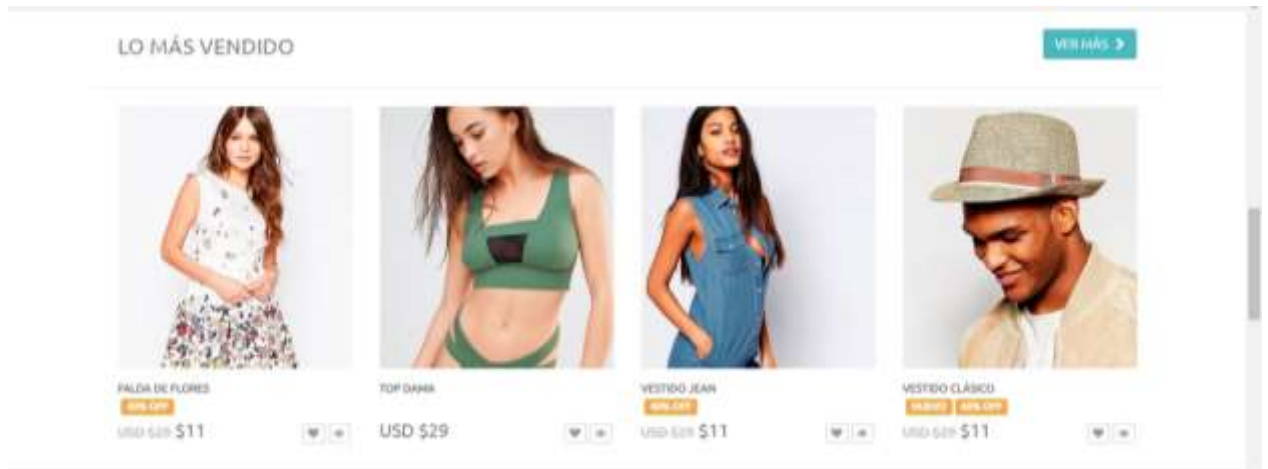 LO MÁS VENDIDO
VER MÁS
FALDA DE FLORES
40% OFF
USD $29 $11
TOP DAMA
USD $29
VESTIDO JEAN
40% OFF
USD $29 $11
VESTIDO CLÁSICO
NUEVO 40% OFF
USD $29 $11